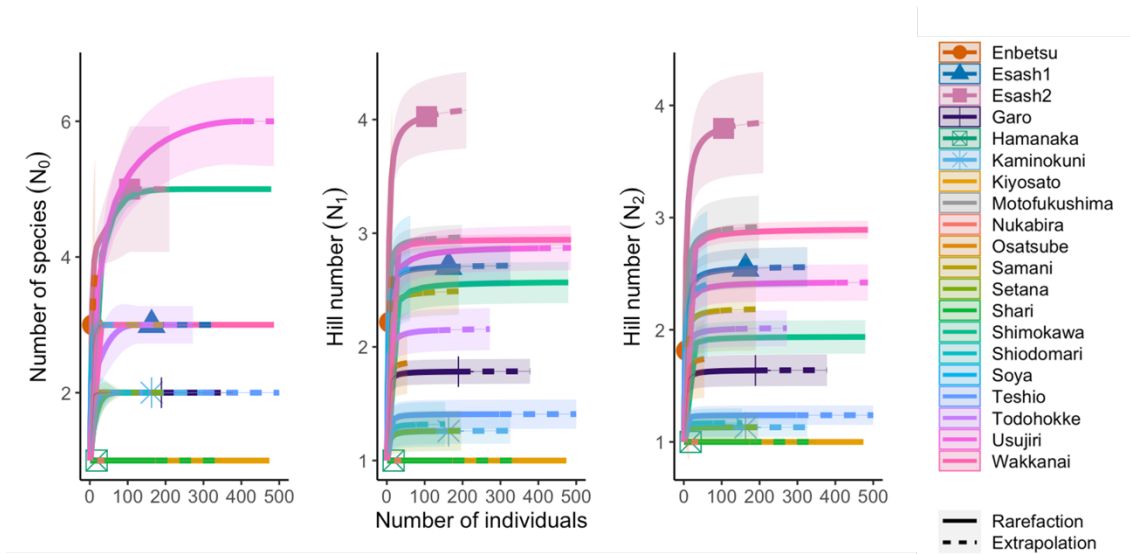 Number of species (N0)
6
4
2
0 100 200 300 400 500
Hill number (N1)
4
3
2
1
0 100 200 300 400 500
Number of individuals
Hill number (N2)
4
3
2
1
0 100 200 300 400 500
Enbetsu
Esash1
Esash2
Garo
Hamanaka
Kaminokuni
Kiyosato
Motofukushima
Nukabira
Osatsube
Samani
Setana
Shari
Shimokawa
Shiodomari
Soya
Teshio
Todohokke
Usujiri
Wakkanai
Rarefaction
Extrapolation